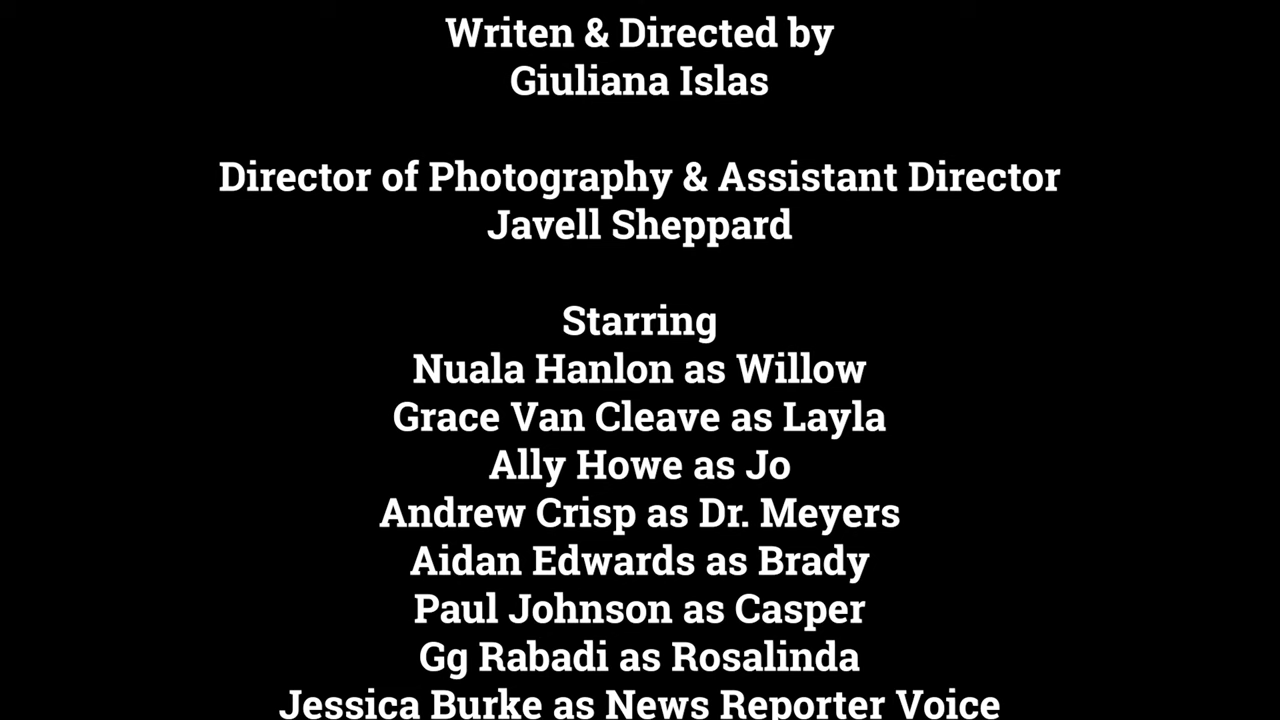 Writen & Directed by
Giuliana Islas
Director of Photography & Assistant Director
Javell Sheppard
Starring
Nuala Hanlon as Willow
Grace Van Cleave as Layla
Ally Howe as Jo
Andrew Crisp as Dr. Meyers
Aidan Edwards as Brady
Paul Johnson as Casper
Gg Rabadi as Rosalinda
Jessica Burke as News Reporter Voice